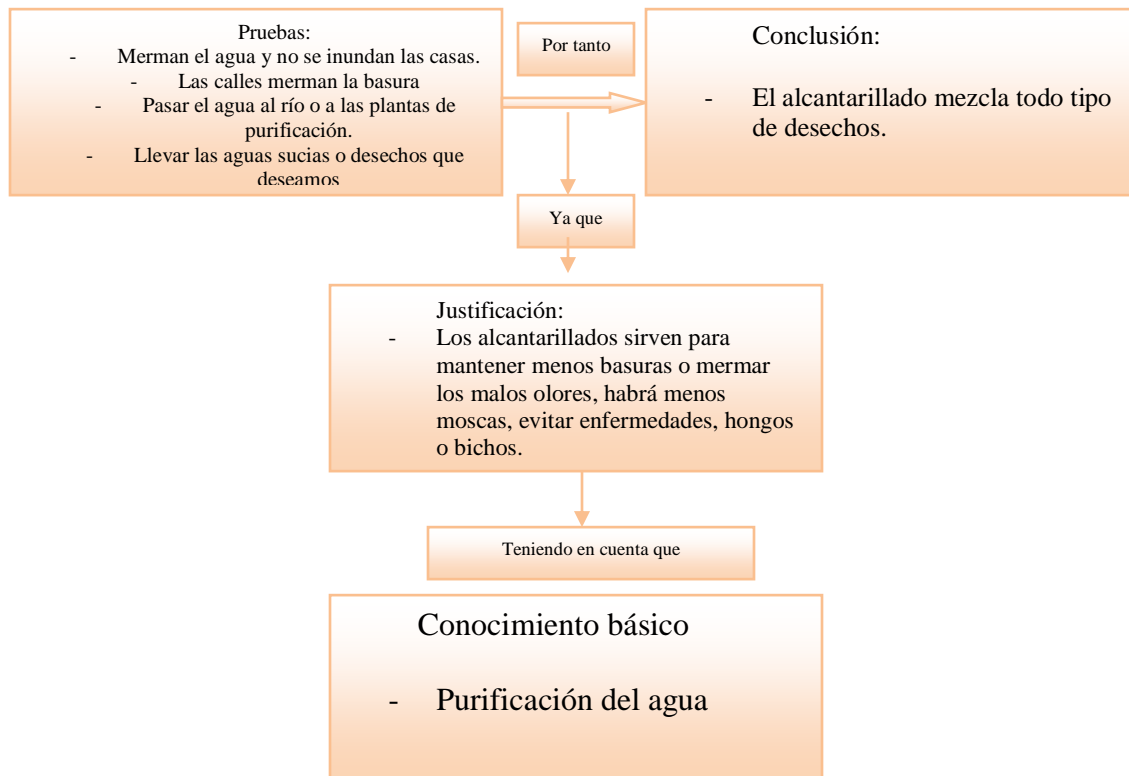 Pruebas:
- Merman el agua y no se inundan las casas.
- Las calles merman la basura
- Pasar el agua al río o a las plantas de
purificación.
- Llevar las aguas sucias o desechos que
deseamos
Por tanto
Conclusión:
- El alcantarillado mezcla todo tipo
de desechos.
Ya que
Justificación:
- Los alcantarillados sirven para
mantener menos basuras o mermar
los malos olores, habrá menos
moscas, evitar enfermedades, hongos
o bichos.
Teniendo en cuenta que
Conocimiento básico
- Purificación del agua